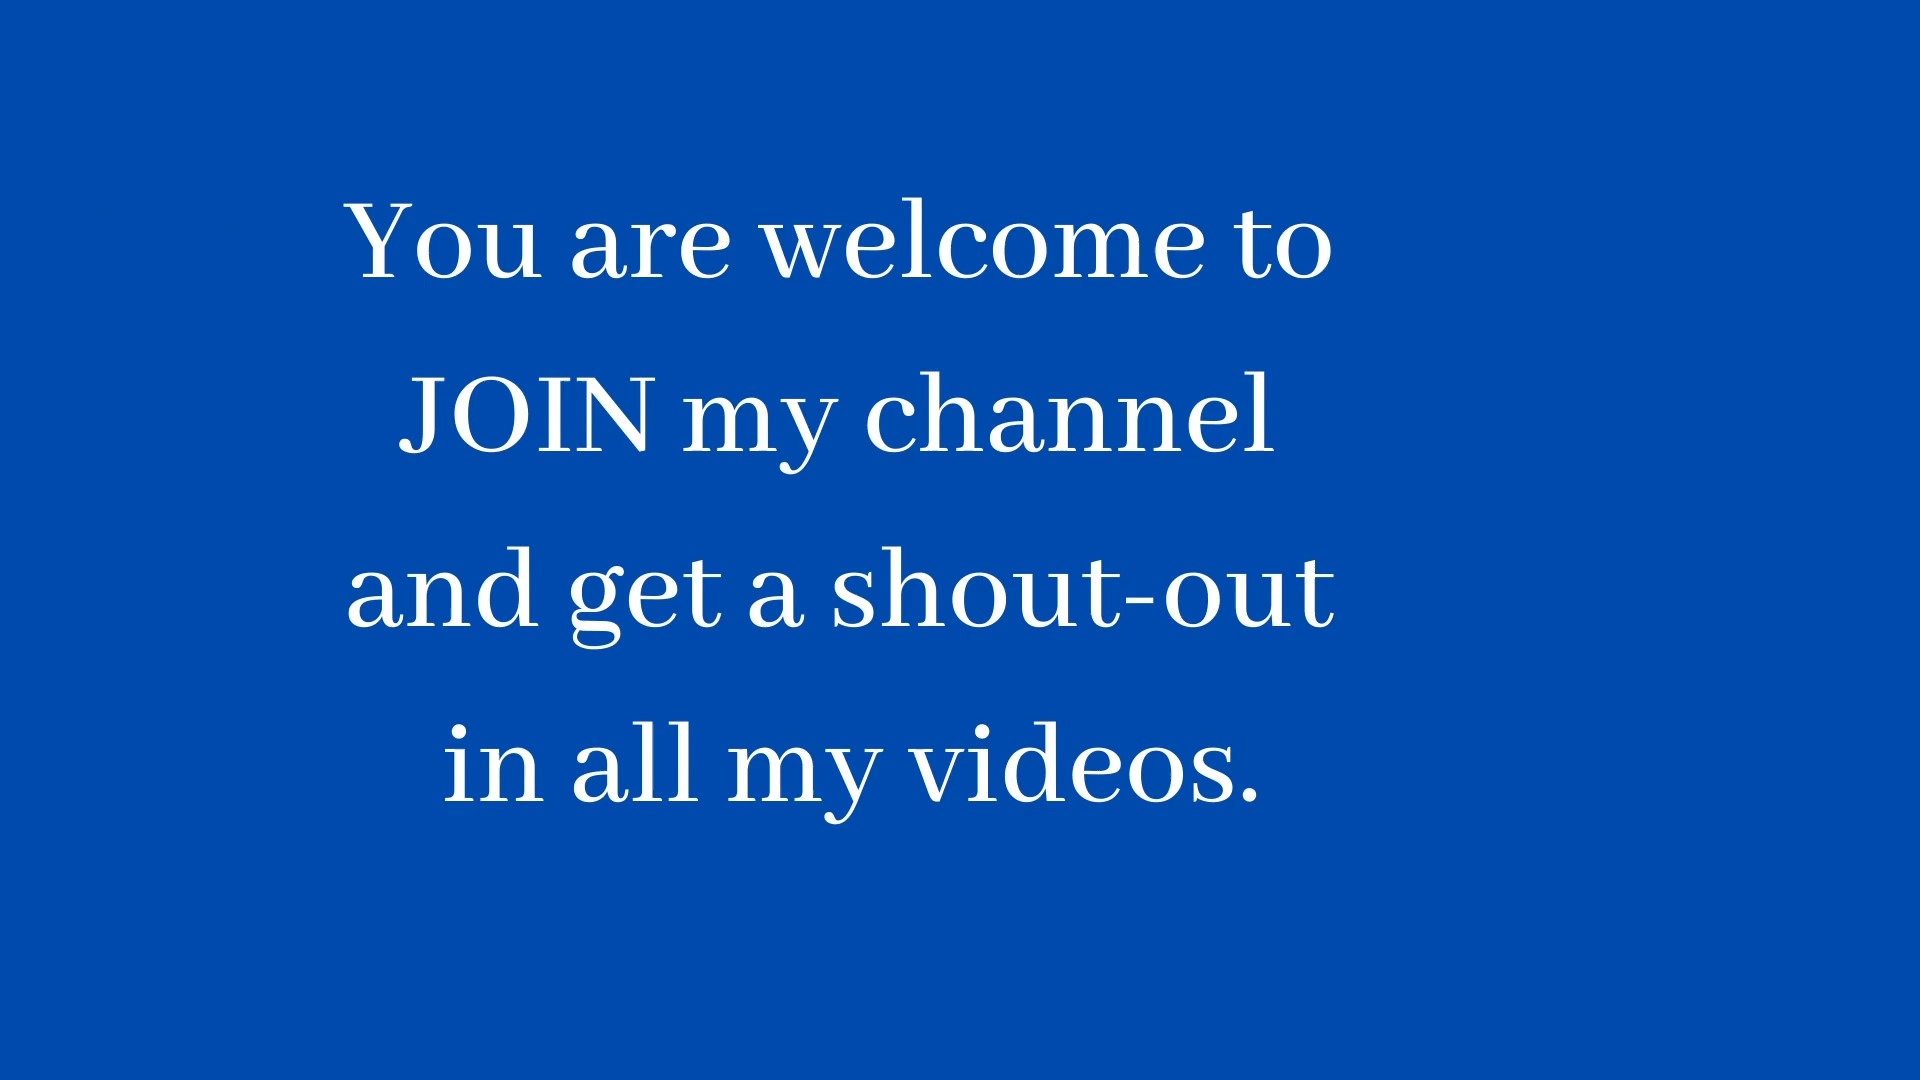 You are welcome to
JOIN my channel
and get a shout-out
in all my videos.